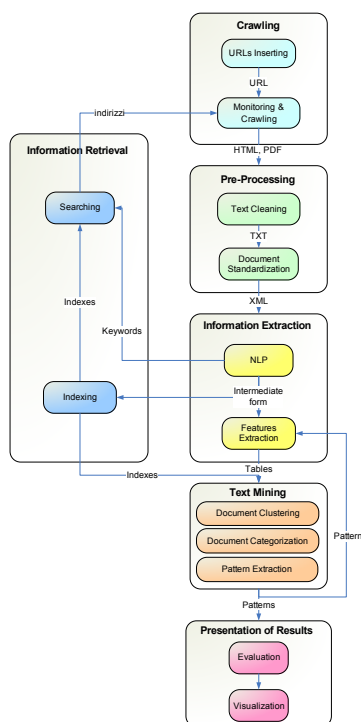 Crawling
URLs Inserting
URL
Monitoring &
Crawling
indirizzi
HTML, PDF
Information Retrieval
Pre-Processing
Searching
Text Cleaning
TXT
Document
Standardization
XML
Indexes
Keywords
Information Extraction
NLP
Intermediate
form
Indexing
Features
Extraction
Tables
Indexes
Text Mining
Document Clustering
Document Categorization
Pattern Extraction
Pattern
Patterns
Presentation of Results
Evaluation
Visualization